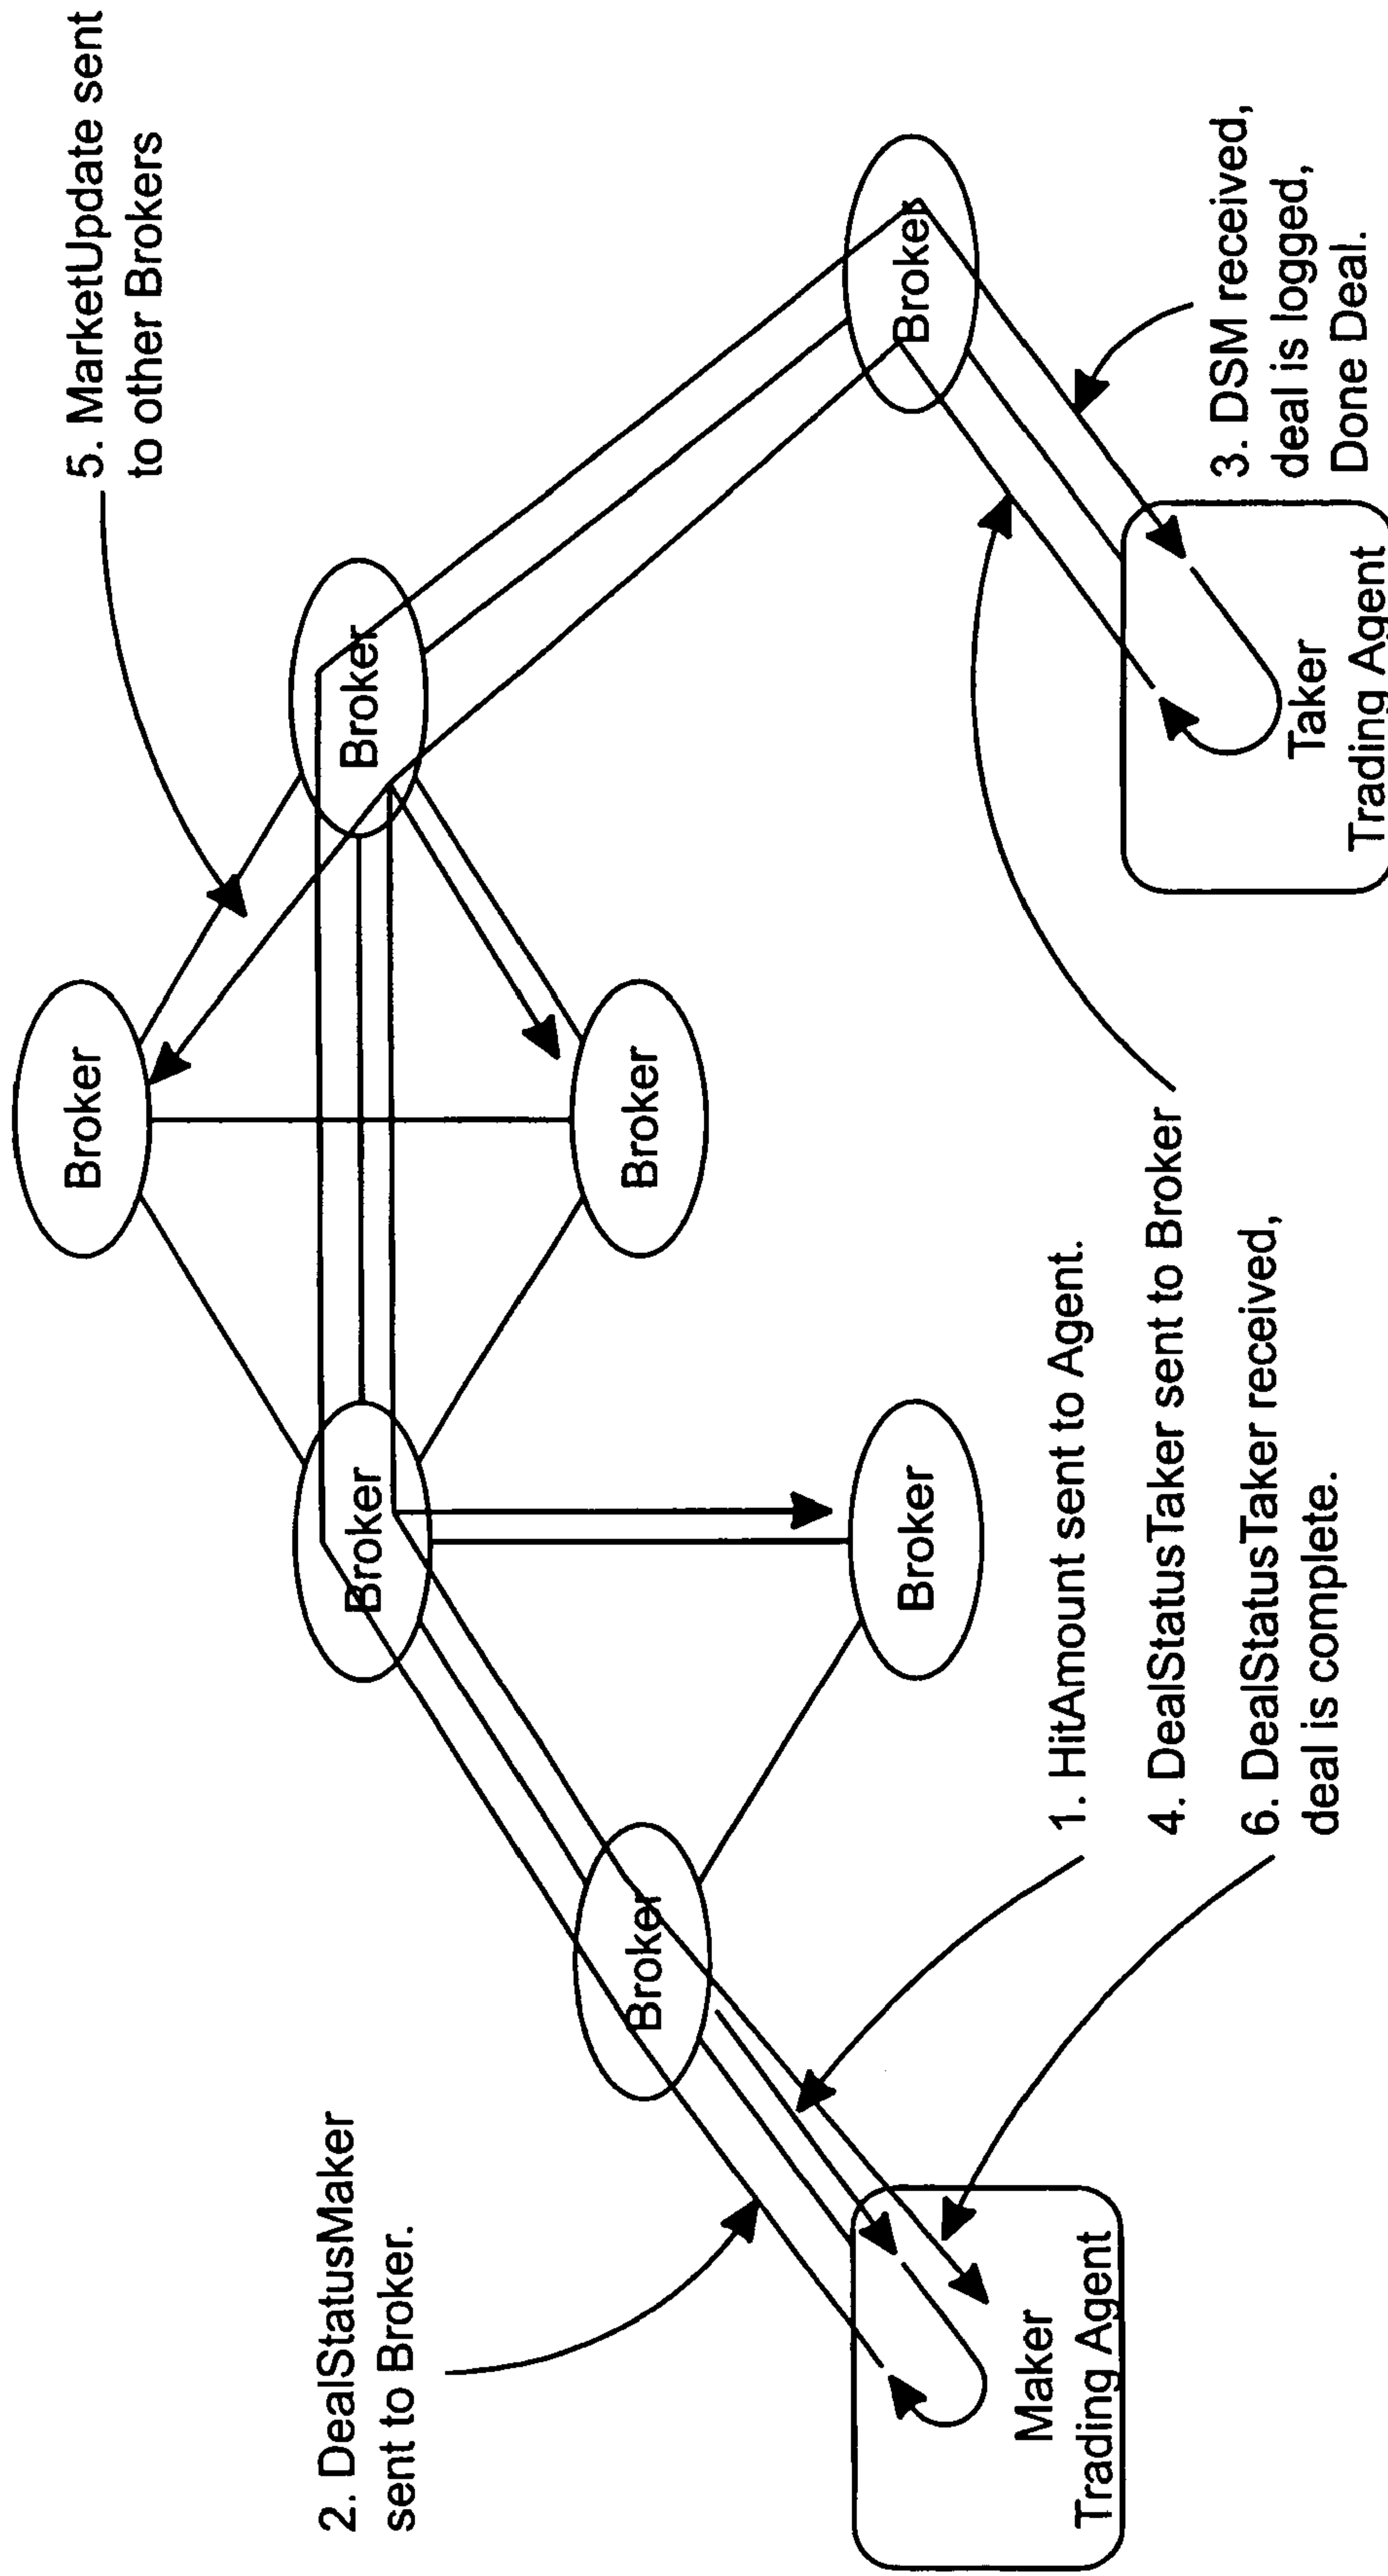 5. MarketUpdate sent
to other Brokers
2. DealStatusMaker
sent to Broker.
Broker
Broker
Broker
Broker
Broker
Broker
Broker
1. HitAmount sent to Agent.
4. DealStatusTaker sent to Broker
6. DealStatusTaker received,
deal is complete.
3. DSM received,
deal is logged,
Done Deal.
Maker
Trading Agent
Taker
Trading Agent